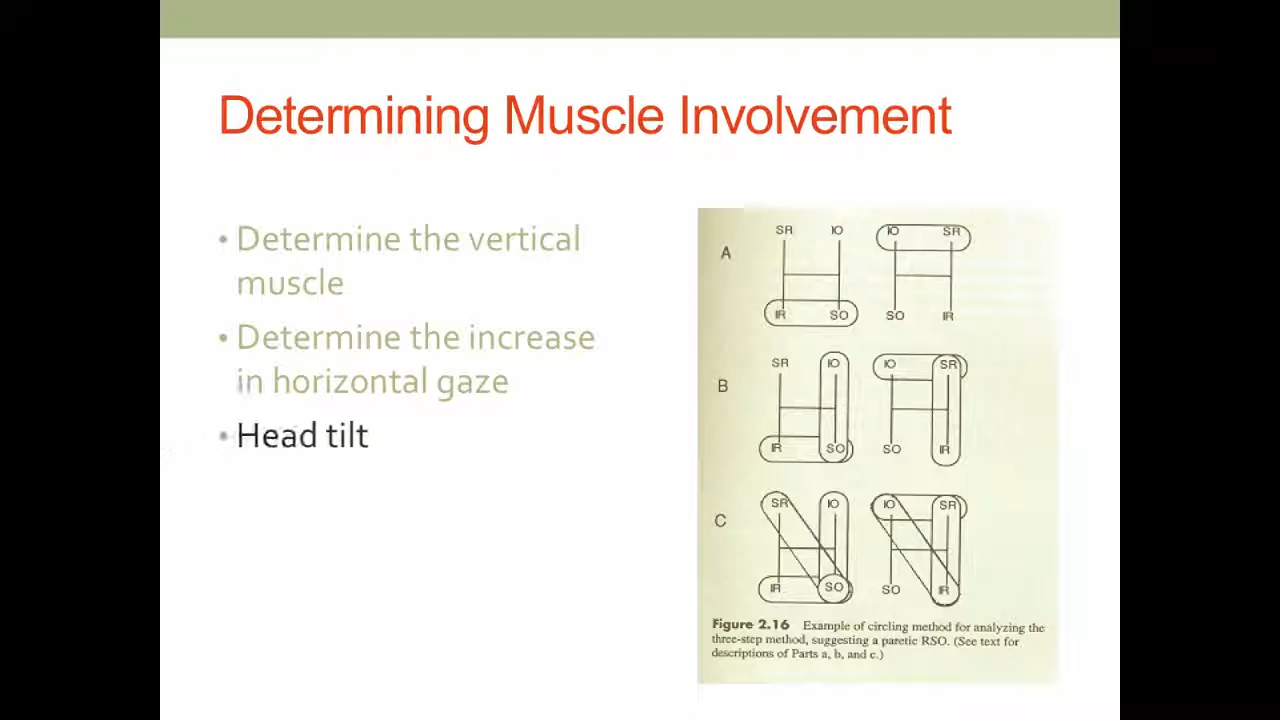 Determining Muscle Involvement
• Determine the vertical
muscle
• Determine the increase
in horizontal gaze
• Head tilt
SR IO IO SR
A
IR SO SO IR
SR IO IO SR
B
IR SO SO IR
SR IO IO SR
C
IR SO SO IR
Figure 2.16 Example of circling method for analyzing the
three-step method, suggesting a paretic RSO. (See text for
descriptions of Parts a, b, and c.)